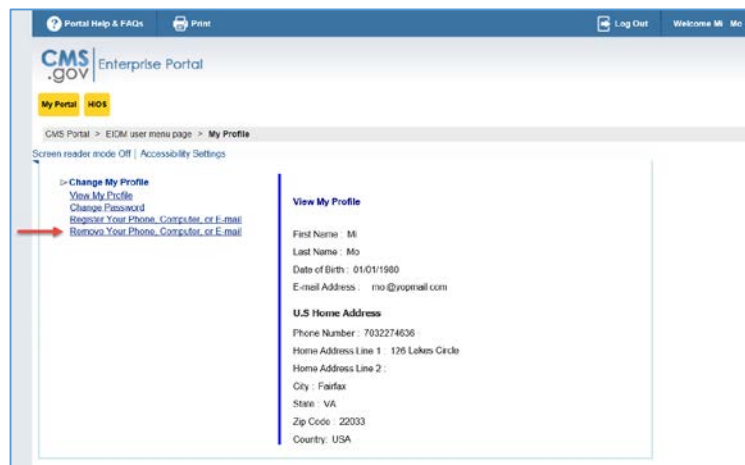 Portal Help & FAQs Print Log Out Welcome Mi Mo
CMS
.gov
Enterprise Portal
My Portal HIOS
CMS Portal > EIDM user menu page > My Profile
Screen reader mode Off | Accessibility Settings
Change My Profile
View My Profile
Change Password
Register Your Phone, Computer, or E-mail
Remove Your Phone, Computer, or E-mail
View My Profile
First Name : Mi
Last Name : Mo
Date of Birth : 01/01/1980
E-mail Address : mo@yopmail.com
U.S Home Address
Phone Number : 7032274636
Home Address Line 1 : 126 Lakes Circle
Home Address Line 2 :
City : Fairfax
State : VA
Zip Code : 22033
Country: USA